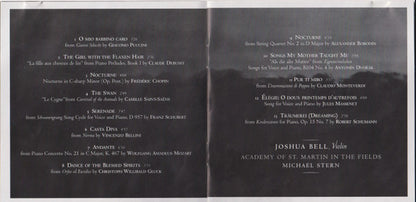 1 O MIO BABBINO CARO
from Gianni Schicchi by GIACOMO PUCCINI
2 THE GIRL WITH THE FLAXEN HAIR
"La fille aux cheveux de lin" from Piano Preludes, Book I by CLAUDE DEBUSSY
3 NOCTURNE
Nocturne in C-sharp Minor (Op. Posth.) by FRÉDÉRIC CHOPIN
4 THE SWAN
"Le Cygne" from Carnival of the Animals by CAMILLE SAINT-SAËNS
5 SERENADE
from Schwanengesang Song Cycle for Voice and Piano, D 957 by FRANZ SCHUBERT
6 CASTA DIVA
from Norma by VINCENZO BELLINI
7 ANDANTE
from Piano Concerto No. 21 in C Major, K. 467 by WOLFGANG AMADEUS MOZART
8 DANCE OF THE BLESSED SPIRITS
from Orfeo ed Euridice by CHRISTOPH WILLIBALD GLUCK
9 NOCTURNE
from String Quartet No. 2 in D Major by ALEXANDER BORODIN
10 SONGS MY MOTHER TAUGHT ME
"Als die alte Mutter" from Zigeunermelodien
Songs for Voice and Piano, B104 No. 4 by ANTONÍN DVOŘÁK
11 PUR TI MIRO
from L'incoronazione di Poppea by CLAUDIO MONTEVERDI
12 ÉLÉGIE: O DOUX PRINTEMPS D'AUTREFOIS
Song for Voice and Piano by JULES MASSENET
13 TRÄUMEREI (DREAMING)
from Kinderszenen for Piano, Op. 15 No. 7 by ROBERT SCHUMANN
JOSHUA BELL, Violin
ACADEMY OF ST. MARTIN IN THE FIELDS
MICHAEL STERN